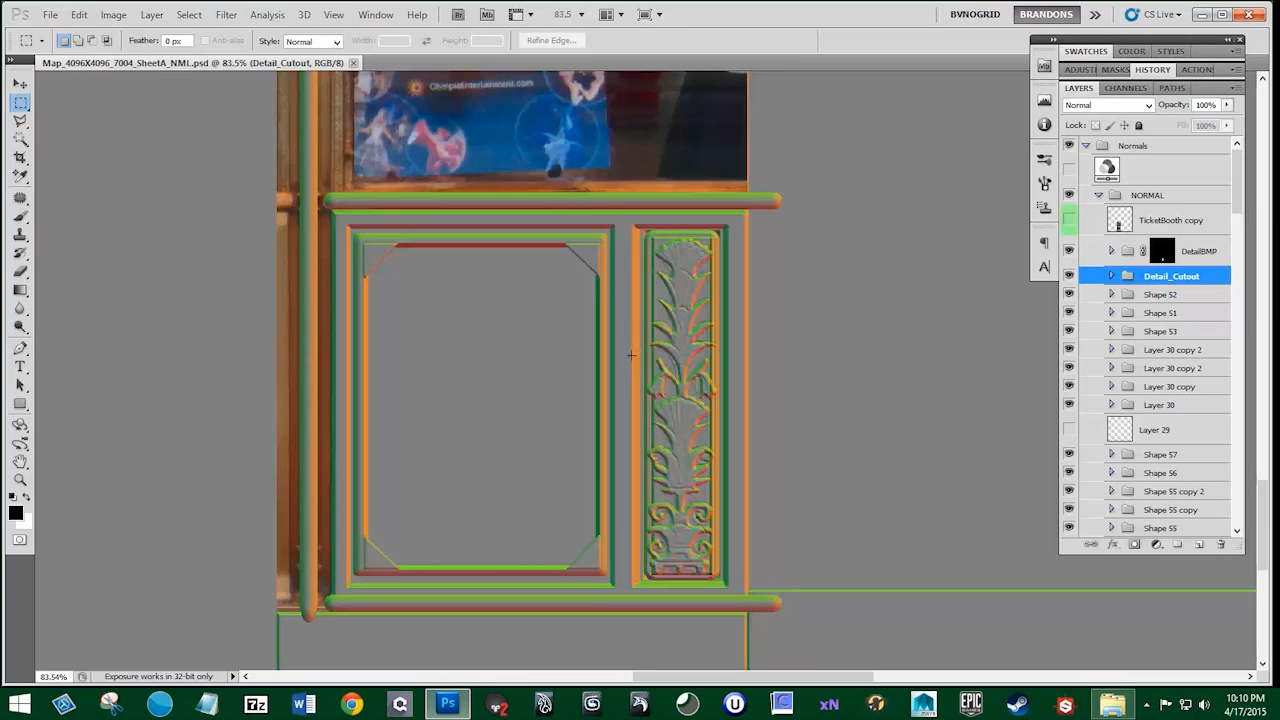 Ps File Edit Image Layer Select Filter Analysis 3D View Window Help Br Mb 83.5 BVNOGRID BRANDONS CS Live
Feather: 0 px Anti-alias Style: Normal Width: Height: Refine Edge...
Map_4096X4096_7004_SheetA_NML.psd @ 83.5% (Detail_Cutout, RGB/8)
OlympiaEntertainment.com
SWATCHES COLOR STYLES
ADJUSTI MASKS HISTORY ACTION
LAYERS CHANNELS PATHS
Normal Opacity: 100%
Lock: Fill: 100%
Normals
NORMAL
TicketBooth copy
DetailBMP
Detail_Cutout
Shape 52
Shape 51
Shape 53
Layer 30 copy 2
Layer 30 copy 2
Layer 30 copy
Layer 30
Layer 29
Shape 57
Shape 56
Shape 55 copy 2
Shape 55 copy
Shape 55
83.54% Exposure works in 32-bit only
10:10 PM
4/17/2015